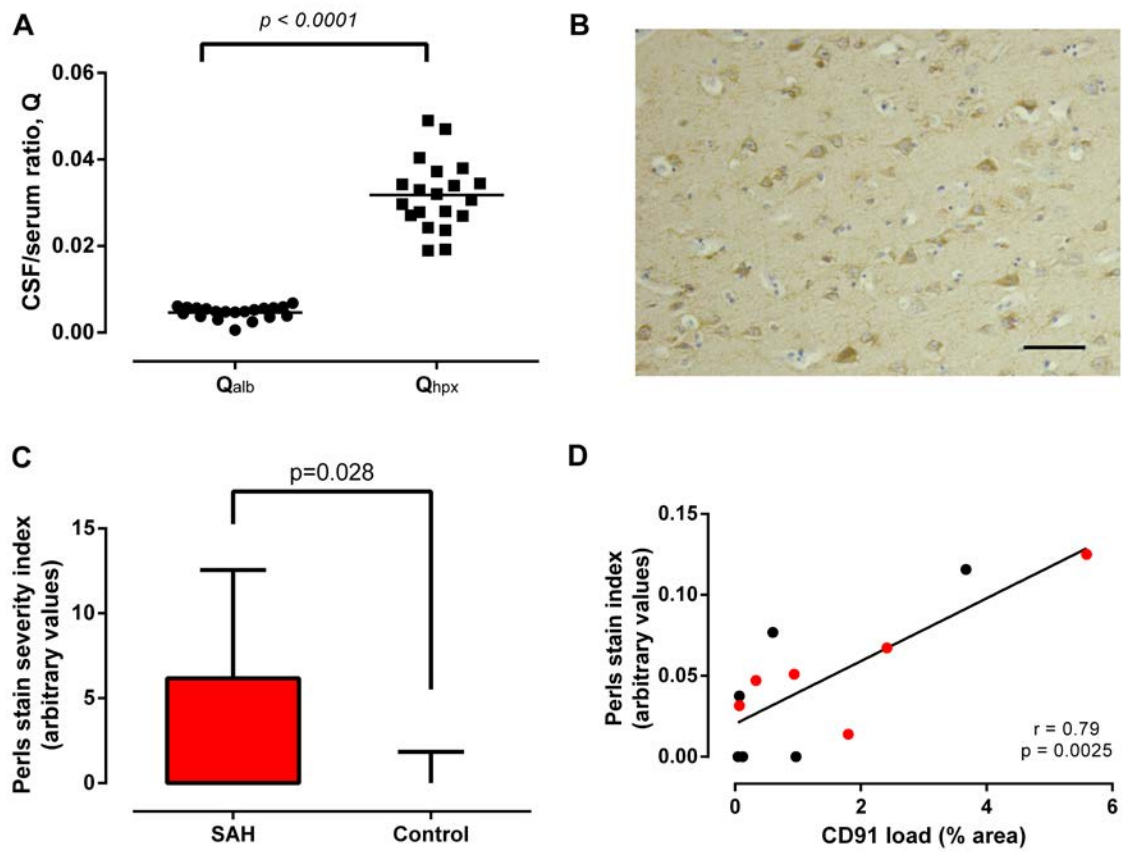 A
p < 0.0001
CSF/serum ratio, Q
0.06
0.04
0.02
0.00
Qalb
Qhpx
B
C
p=0.028
Perls stain severity index
(arbitrary values)
15
10
5
0
SAH
Control
D
Perls stain index
(arbitrary values)
0.15
0.10
0.05
0.00
r = 0.79
p = 0.0025
0
2
4
6
CD91 load (% area)